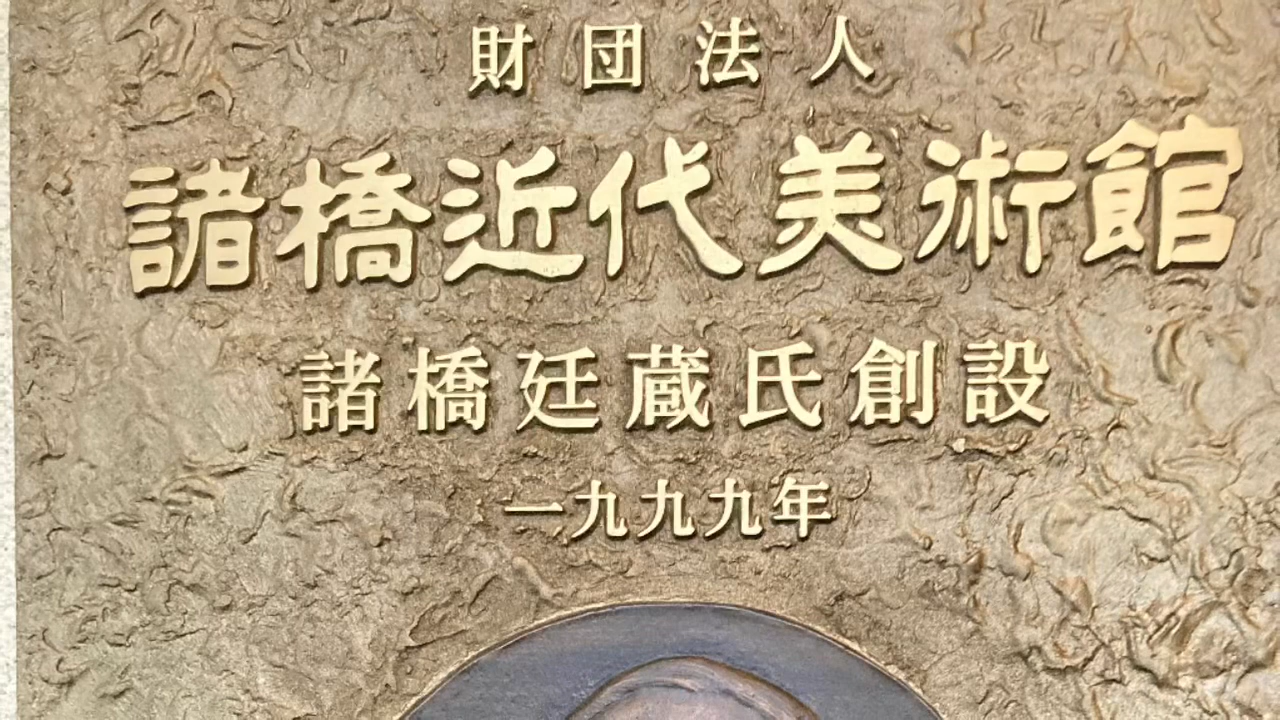 財団法人
諸橋近代美術館
諸橋廷蔵氏創設
一九九九年